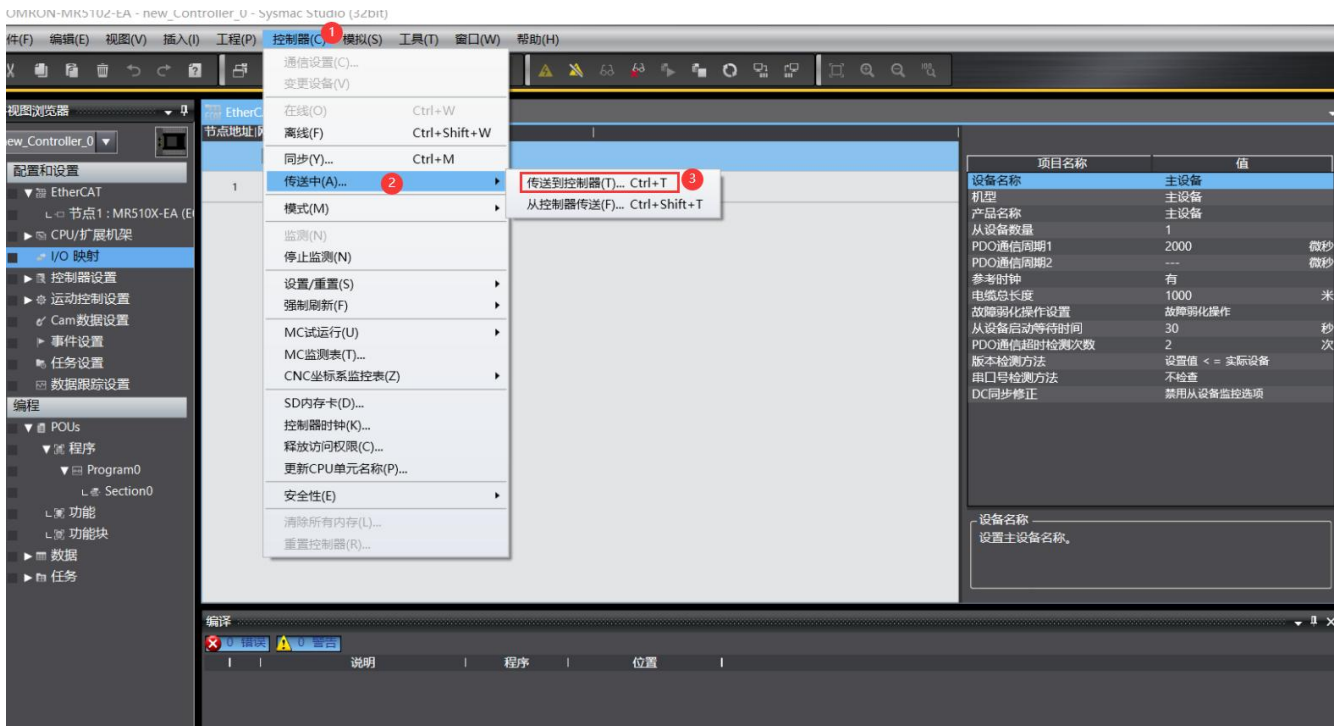 OMRON-MR5102-EA - new_Controller_0 - Sysmac Studio (32bit)
件(F) 编辑(E) 视图(V) 插入(I) 工程(P) 控制器(C) 模拟(S) 工具(T) 窗口(W) 帮助(H)
1
视图浏览器
ew_Controller_0
配置和设置
EtherCAT
节点1 : MR510X-EA (E
CPU/扩展机架
I/O 映射
控制器设置
运动控制设置
Cam数据设置
事件设置
任务设置
数据跟踪设置
编程
POUs
程序
Program0
Section0
功能
功能块
数据
任务
EtherC
节点地址
1
通信设置(C)...
变更设备(V)
在线(O) Ctrl+W
离线(F) Ctrl+Shift+W
同步(Y)... Ctrl+M
传送中(A)... 2
模式(M)
监测(N)
停止监测(N)
设置/重置(S)
强制刷新(F)
MC试运行(U)
MC监测表(T)...
CNC坐标系监控表(Z)
SD内存卡(D)...
控制器时钟(K)...
释放访问权限(C)...
更新CPU单元名称(P)...
安全性(E)
清除所有内存(L)...
重置控制器(R)...
传送到控制器(T)... Ctrl+T 3
从控制器传送(F)... Ctrl+Shift+T
项目名称 值
设备名称 主设备
机型 主设备
产品名称 主设备
从设备数量 1
PDO通信周期1 2000 微秒
PDO通信周期2 --- 微秒
参考时钟 有
电缆总长度 1000 米
故障弱化操作设置 故障弱化操作
从设备启动等待时间 30 秒
PDO通信超时检测次数 2 次
版本检测方法 设置值 <= 实际设备
串口号检测方法 不检查
DC同步修正 禁用从设备监控选项
设备名称
设置主设备名称。
编译
0 错误 0 警告
说明 程序 位置